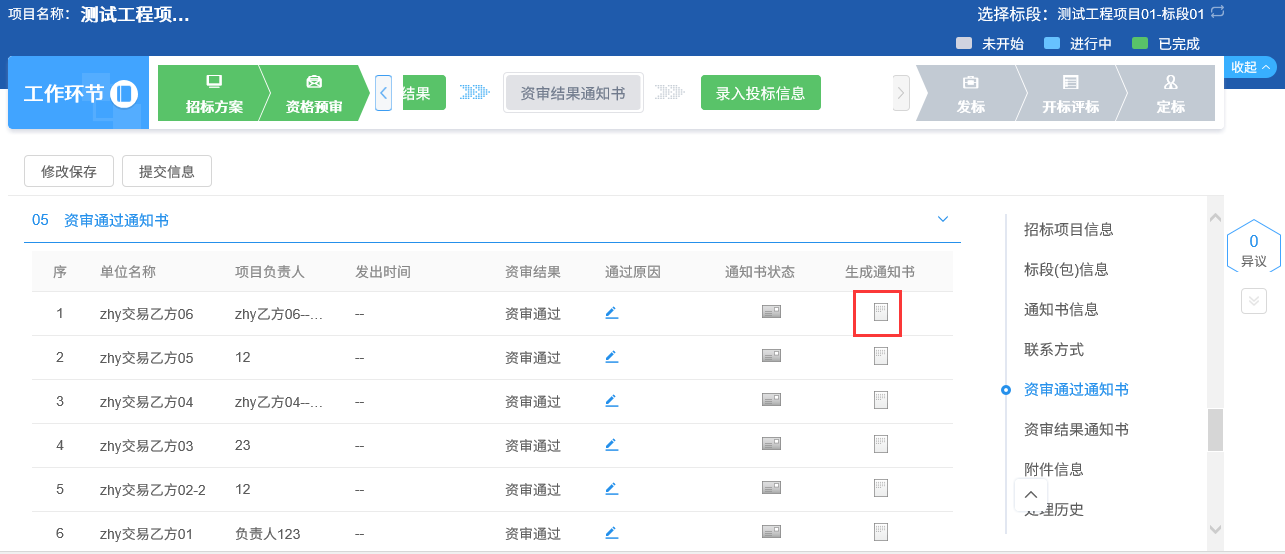 项目名称： 测试工程项...
选择标段： 测试工程项目01-标段01
未开始 进行中 已完成
收起
工作环节
招标方案 资格预审 结果 资审结果通知书 录入投标信息 发标 开标评标 定标
修改保存 提交信息
05 资审通过通知书
序 单位名称 项目负责人 发出时间 资审结果 通过原因 通知书状态 生成通知书
1 zhy交易乙方06 zhy乙方06--... -- 资审通过
2 zhy交易乙方05 12 -- 资审通过
3 zhy交易乙方04 zhy乙方04--... -- 资审通过
4 zhy交易乙方03 23 -- 资审通过
5 zhy交易乙方02-2 12 -- 资审通过
6 zhy交易乙方01 负责人123 -- 资审通过
招标项目信息
标段(包)信息
通知书信息
联系方式
资审通过通知书
资审结果通知书
附件信息
处理历史
0
异议